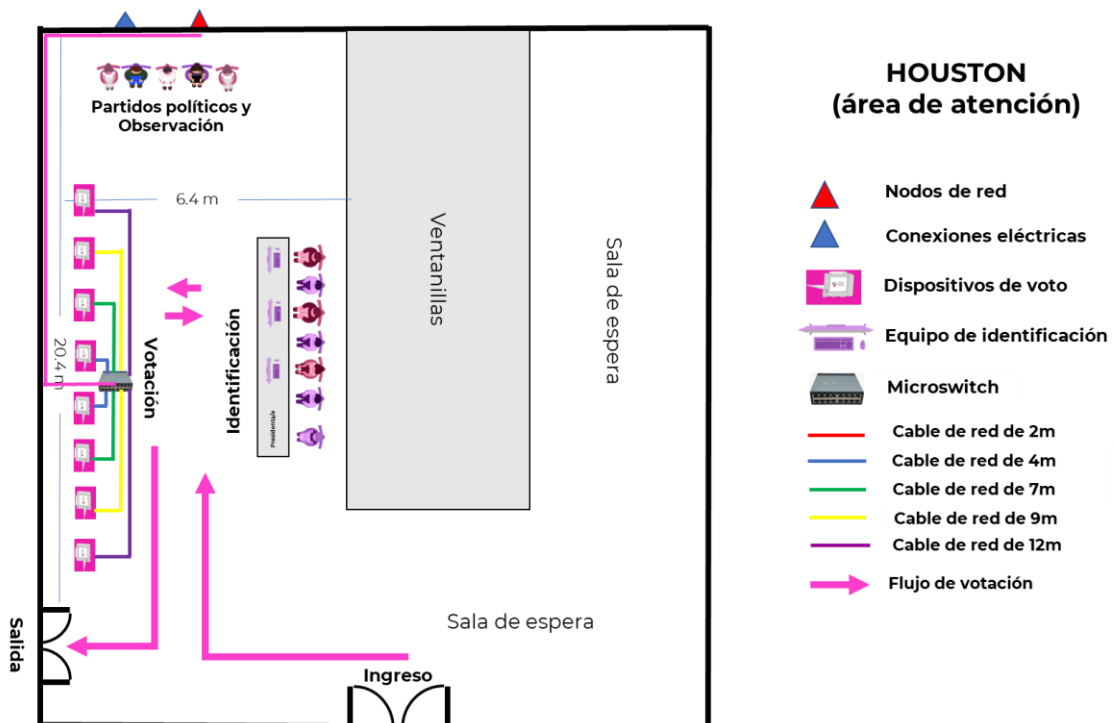 HOUSTON
(área de atención)
Partidos políticos y
Observación
6.4 m
20.4 m
Votación
Identificación
Presidenta/e
Ventanillas
Sala de espera
Sala de espera
Salida
Ingreso
Nodos de red
Conexiones eléctricas
Dispositivos de voto
Equipo de identificación
Microswitch
Cable de red de 2m
Cable de red de 4m
Cable de red de 7m
Cable de red de 9m
Cable de red de 12m
Flujo de votación